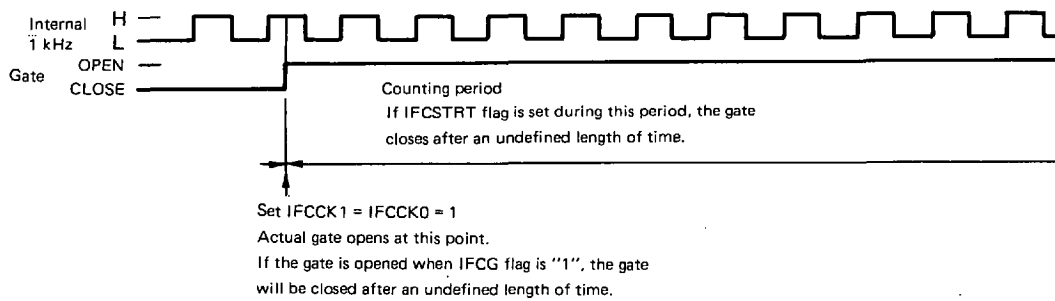 Internal
1 kHz
H
L
Gate
OPEN
CLOSE
Counting period
If IFCSTRT flag is set during this period, the gate
closes after an undefined length of time.
Set IFCCK1 = IFCCK0 = 1
Actual gate opens at this point.
If the gate is opened when IFCG flag is "1", the gate
will be closed after an undefined length of time.